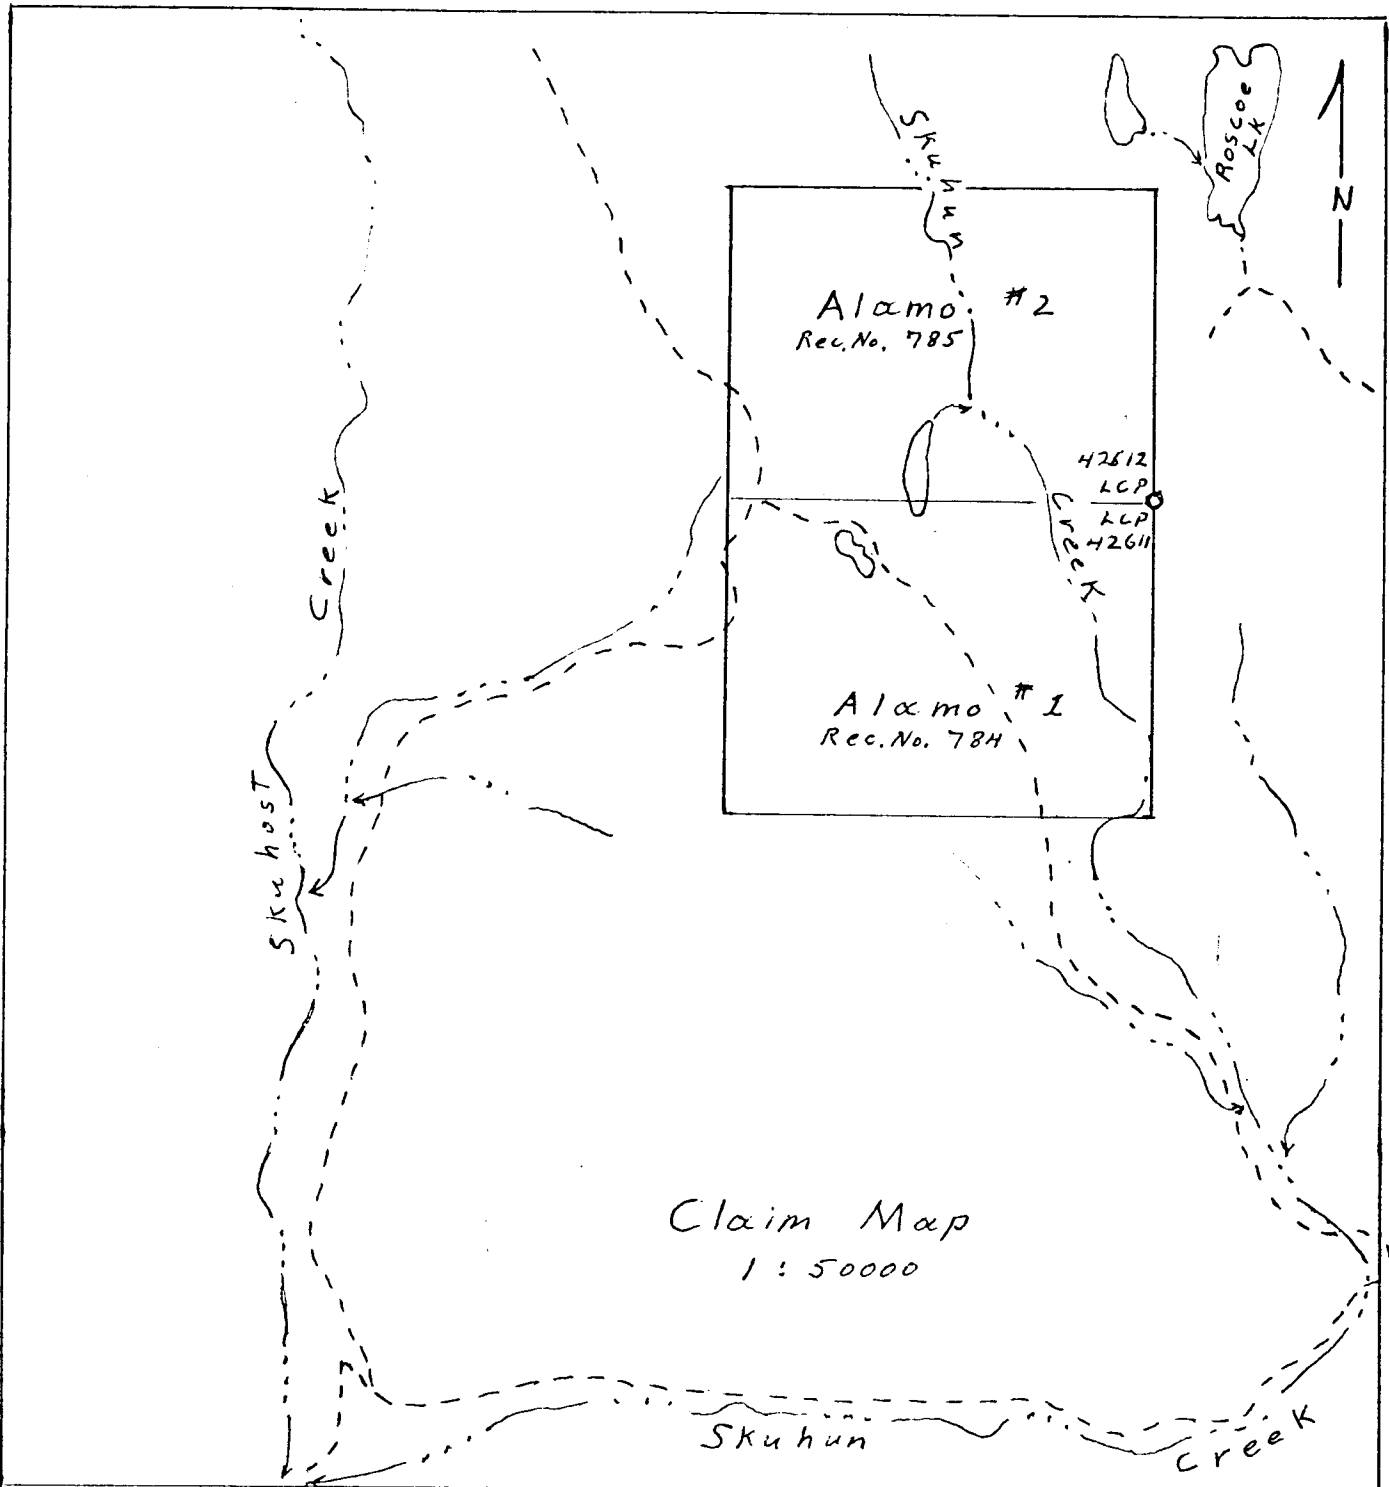 Skuhun
Roscoe
LK
N
Alamo #2
Rec. No. 785
42612
LCP
LCP
42611
Creek
Creek
Alamo #1
Rec. No. 784
Skuhost
Claim Map
1 : 50000
Skuhun
Creek